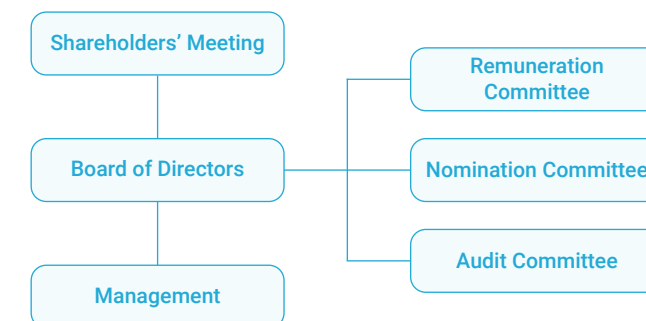 Shareholders’ Meeting
Remuneration
Committee
Board of Directors
Nomination Committee
Audit Committee
Management